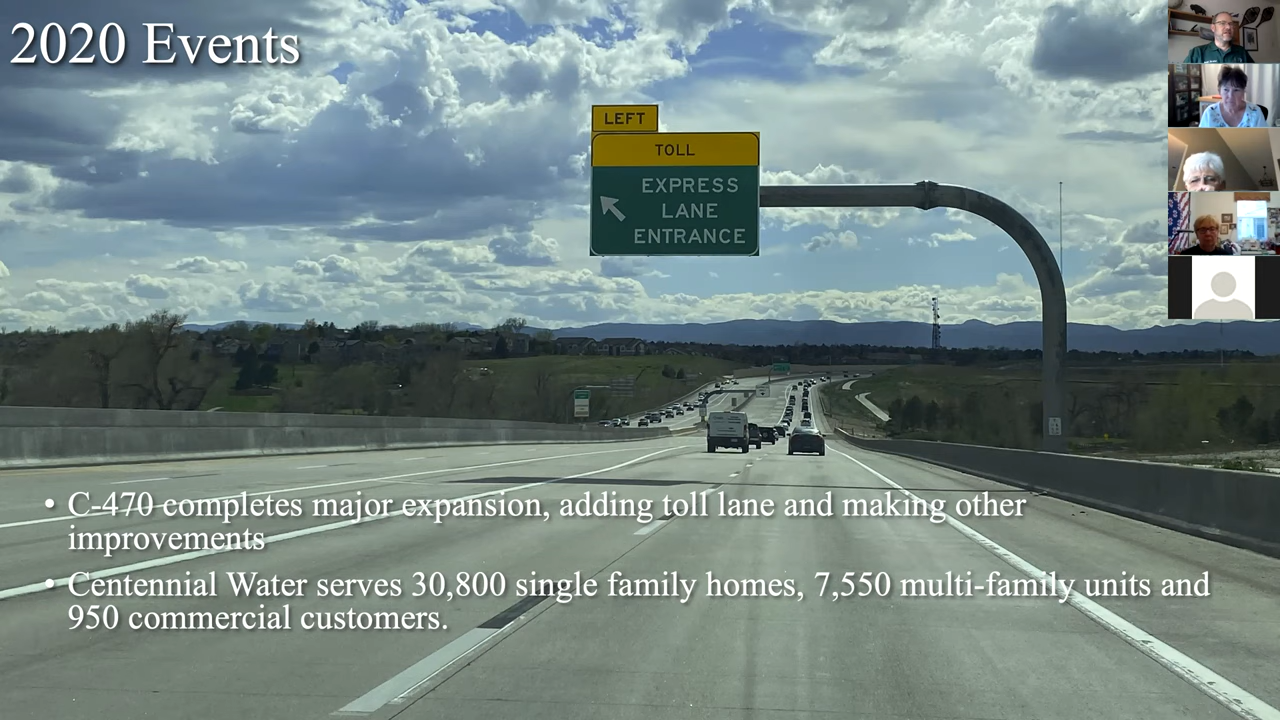 2020 Events
LEFT
TOLL
EXPRESS
LANE
ENTRANCE
• C-470 completes major expansion, adding toll lane and making other
improvements
• Centennial Water serves 30,800 single family homes, 7,550 multi-family units and
950 commercial customers.